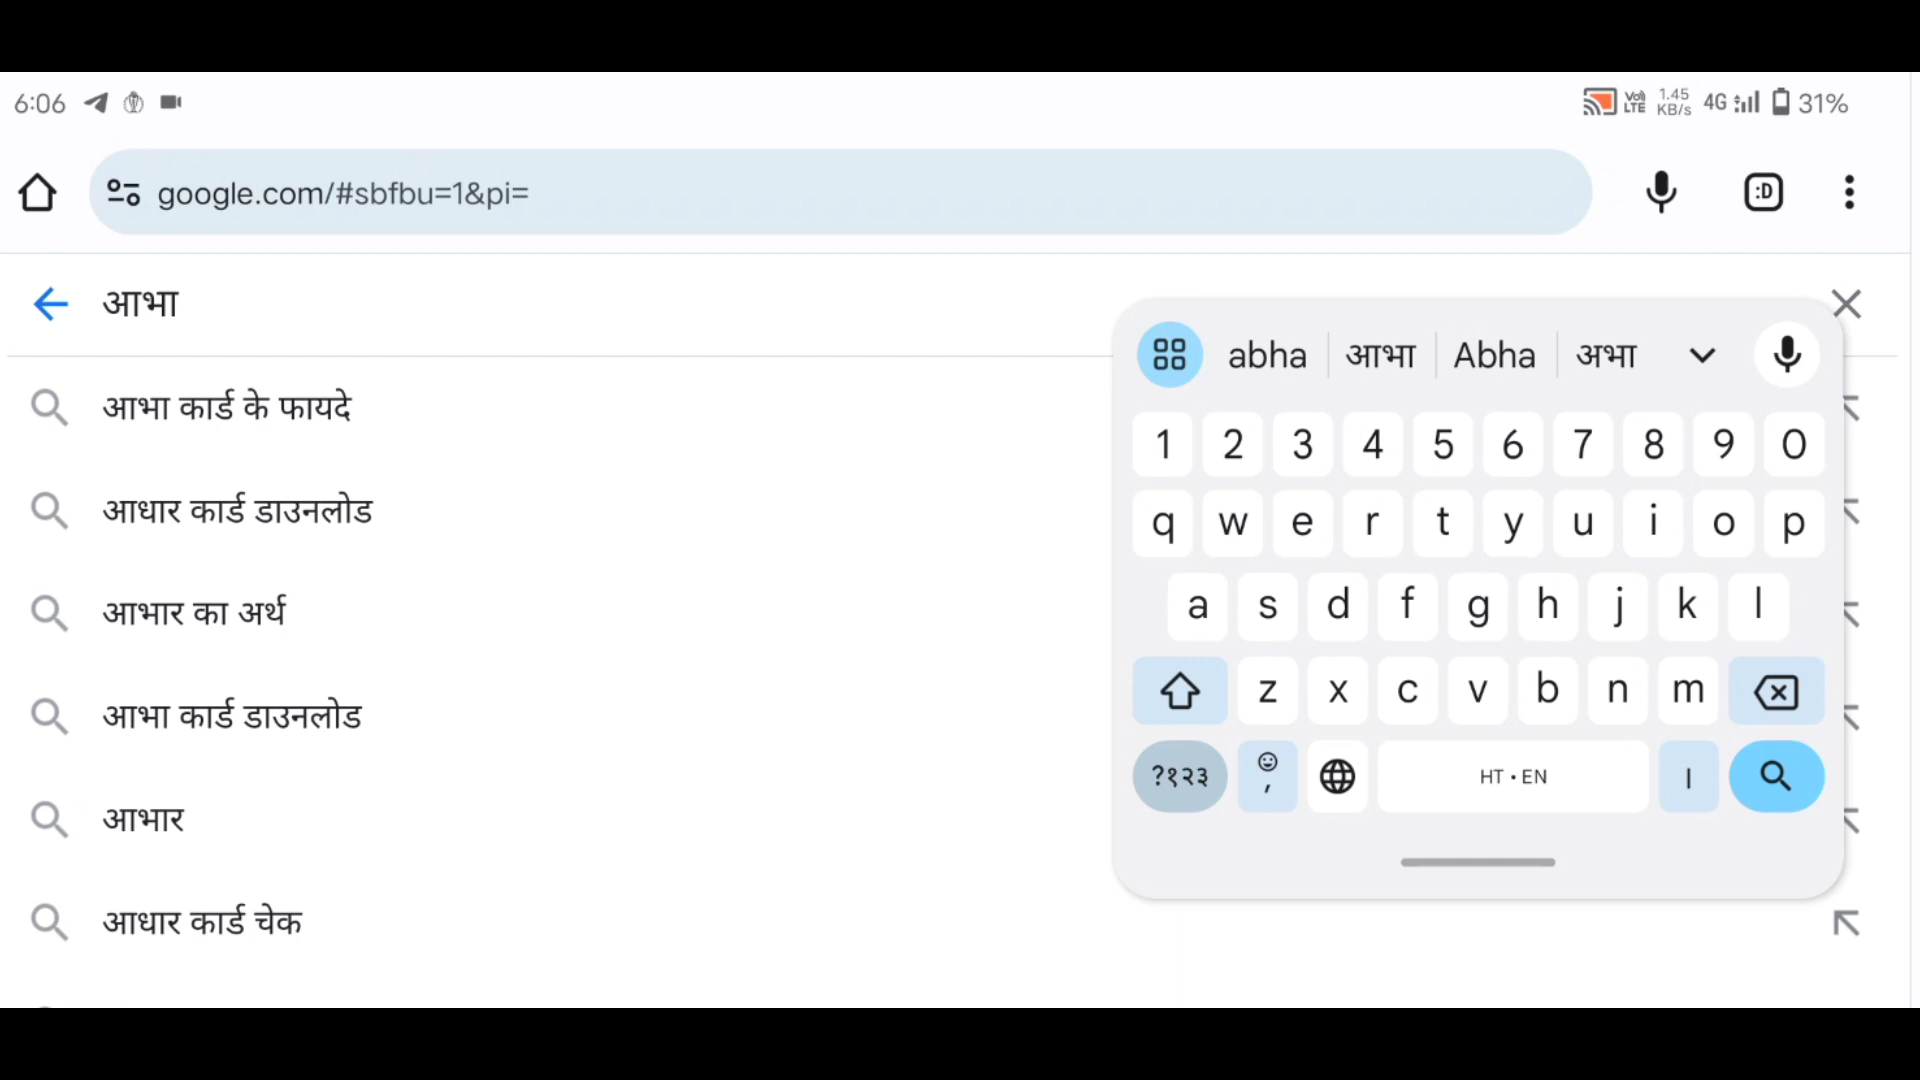 6:06 Vo) LTE 1.45 KB/s 4G 31%
google.com/#sbfbu=1&pi= :D
आभा
आभा कार्ड के फायदे
आधार कार्ड डाउनलोड
आभार का अर्थ
आभा कार्ड डाउनलोड
आभार
आधार कार्ड चेक
abha आभा Abha अभा
1 2 3 4 5 6 7 8 9 0
q w e r t y u i o p
a s d f g h j k l
z x c v b n m
?१२३ , HT • EN ।